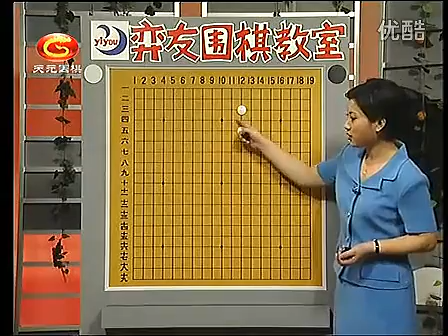 天元围棋
yiyou
弈友围棋教室
优酷
1 2 3 4 5 6 7 8 9 10 11 12 13 14 15 16 17 18 19
一
二
三
四
五
六
七
八
九
十
十一
十二
十三
十四
十五
十六
十七
十八
十九